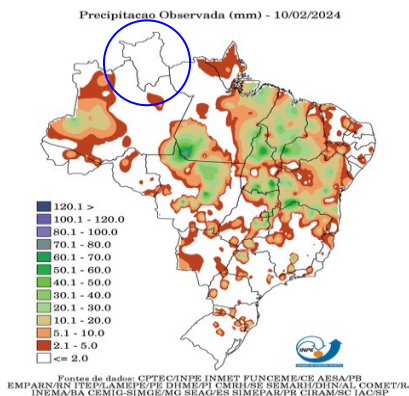 Precipitacao Observada (mm) - 10/02/2024
120.1 >
100.1 - 120.0
80.1 - 100.0
70.1 - 80.0
60.1 - 70.0
50.1 - 60.0
40.1 - 50.0
30.1 - 40.0
20.1 - 30.0
10.1 - 20.0
5.1 - 10.0
2.1 - 5.0
<= 2.0
INPE
Fontes de dados: CPTEC/INPE INMET FUNCEME/CE AESA/PB
EMPARN/RN ITEP/LAMEPE/PE DHME/PI CMRH/SE SEMARH/DHN/AL COMET/RJ
INEMA/BA CEMIG-SIMGE/MG SEAG/ES SIMEPAR/PR CIRAM/SC IAC/SP